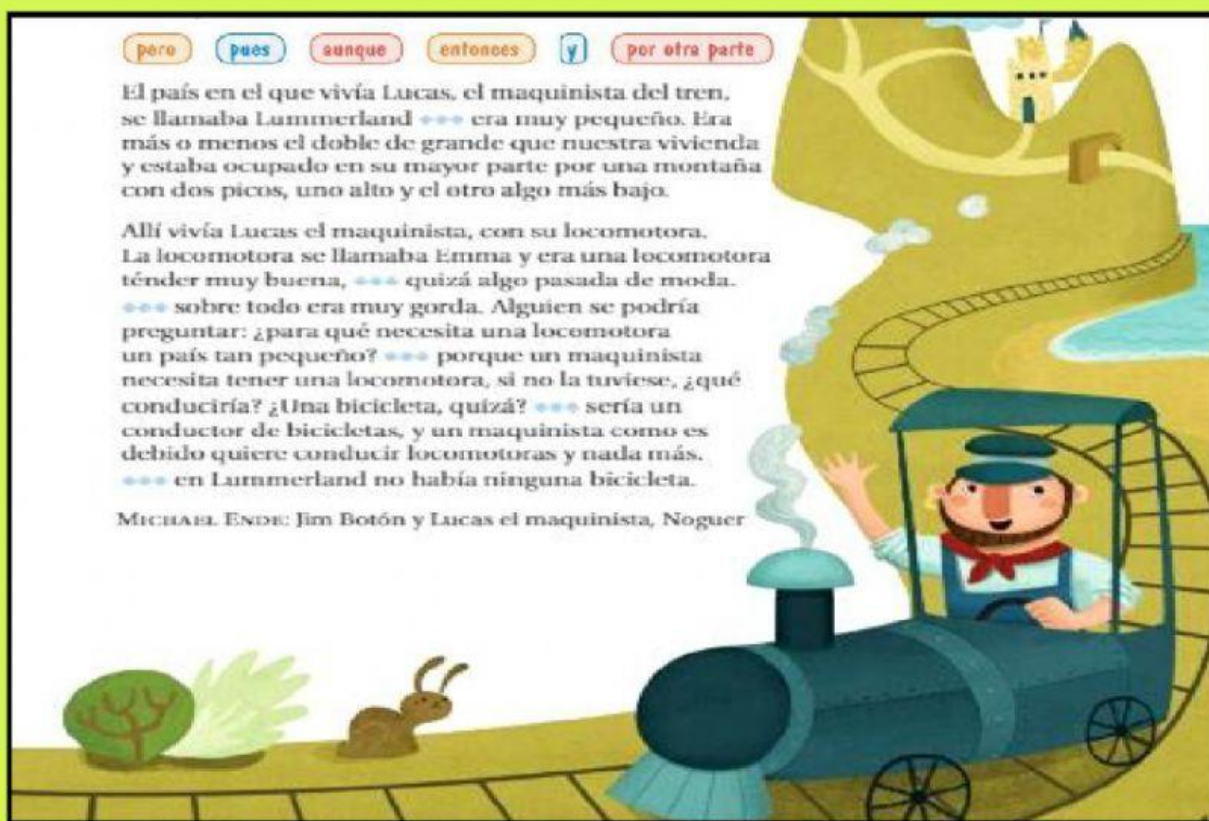 pero pues aunque entonces y por otra parte
El país en el que vivía Lucas, el maquinista del tren,
se llamaba Lummerland *** era muy pequeño. Era
más o menos el doble de grande que nuestra vivienda
y estaba ocupado en su mayor parte por una montaña
con dos picos, uno alto y el otro algo más bajo.
Allí vivía Lucas el maquinista, con su locomotora.
La locomotora se llamaba Emma y era una locomotora
ténder muy buena, *** quizá algo pasada de moda.
*** sobre todo era muy gorda. Alguien se podría
preguntar: ¿para qué necesita una locomotora
un país tan pequeño? *** porque un maquinista
necesita tener una locomotora, si no la tuviese, ¿qué
conduciría? ¿Una bicicleta, quizá? *** sería un
conductor de bicicletas, y un maquinista como es
debido quiere conducir locomotoras y nada más.
*** en Lummerland no había ninguna bicicleta.
MICHAEL ENDE: Jim Botón y Lucas el maquinista, Noguer